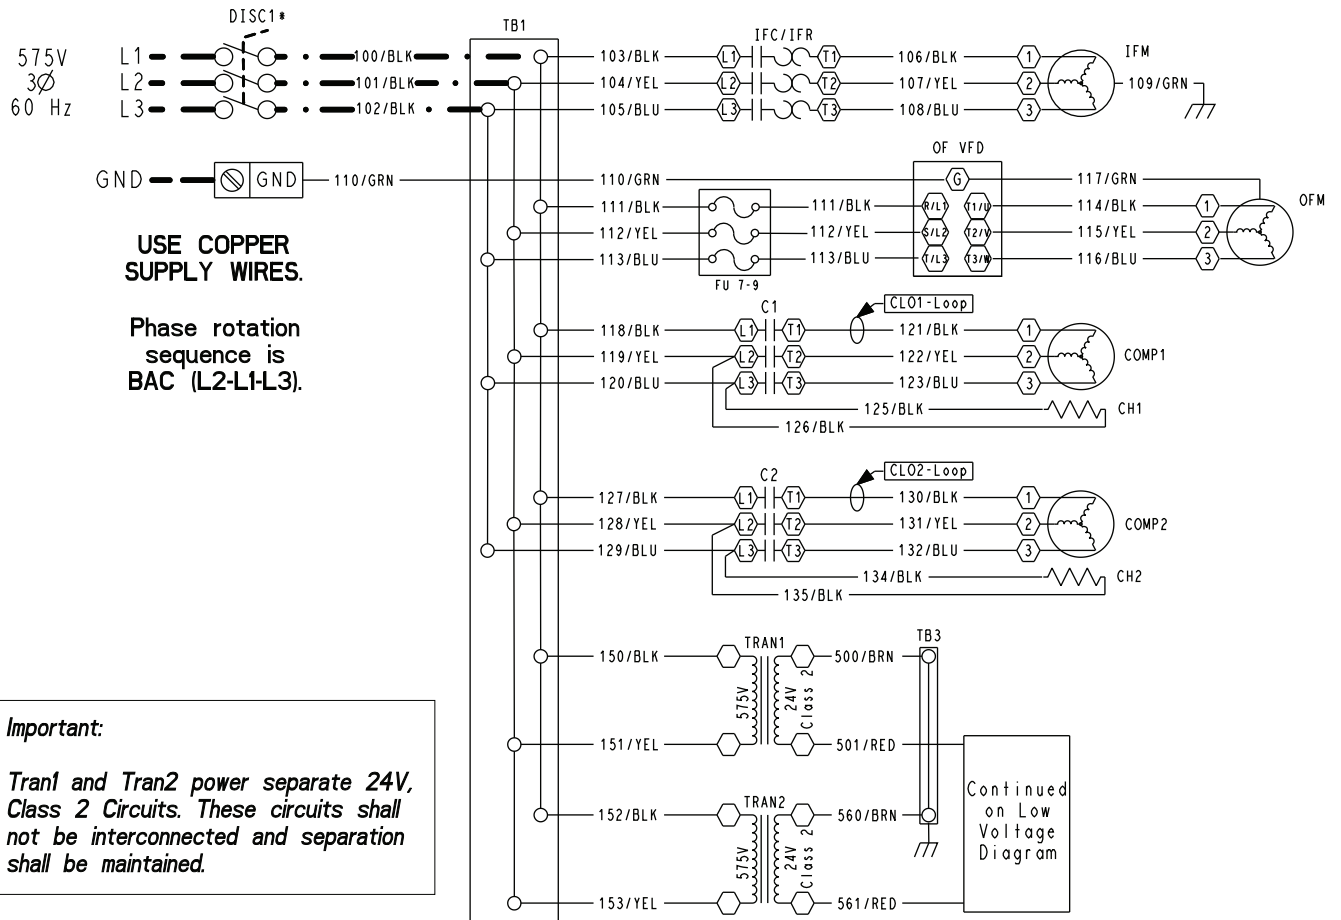 DISC1*
TB1
575V
3Ø
60 Hz
L1
L2
L3
100/BLK
101/BLK
102/BLK
103/BLK
104/YEL
105/BLU
IFC/IFR
L1
L2
L3
T1
T2
T3
106/BLK
107/YEL
108/BLU
1
2
3
IFM
109/GRN
GND
GND
110/GRN
110/GRN
OF VFD
G
117/GRN
111/BLK
112/YEL
113/BLU
FU 7-9
111/BLK
112/YEL
113/BLU
R/L1
S/L2
T/L3
T1/U
T2/V
T3/W
114/BLK
115/YEL
116/BLU
1
2
3
OFM
USE COPPER
SUPPLY WIRES.
Phase rotation
sequence is
BAC (L2-L1-L3).
C1
CLO1-Loop
118/BLK
119/YEL
120/BLU
L1
L2
L3
T1
T2
T3
121/BLK
122/YEL
123/BLU
1
2
3
COMP1
125/BLK
CH1
126/BLK
C2
CLO2-Loop
127/BLK
128/YEL
129/BLU
L1
L2
L3
T1
T2
T3
130/BLK
131/YEL
132/BLU
1
2
3
COMP2
134/BLK
CH2
135/BLK
TRAN1
TB3
150/BLK
500/BRN
575V
24V
Class 2
151/YEL
501/RED
TRAN2
152/BLK
560/BRN
575V
24V
Class 2
153/YEL
561/RED
Continued
on Low
Voltage
Diagram
Important:
Tran1 and Tran2 power separate 24V,
Class 2 Circuits. These circuits shall
not be interconnected and separation
shall be maintained.